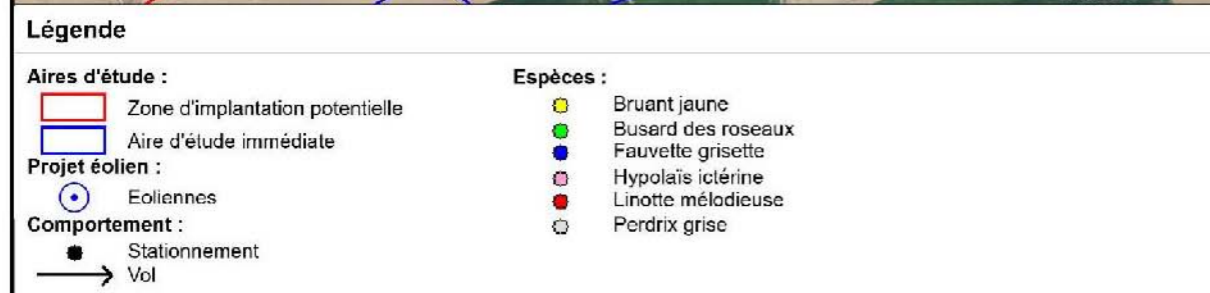 Légende
Aires d'étude :
Zone d'implantation potentielle
Aire d'étude immédiate
Projet éolien :
Eoliennes
Comportement :
Stationnement
Vol
Espèces :
Bruant jaune
Busard des roseaux
Fauvette grisette
Hypolaïs ictérine
Linotte mélodieuse
Perdrix grise